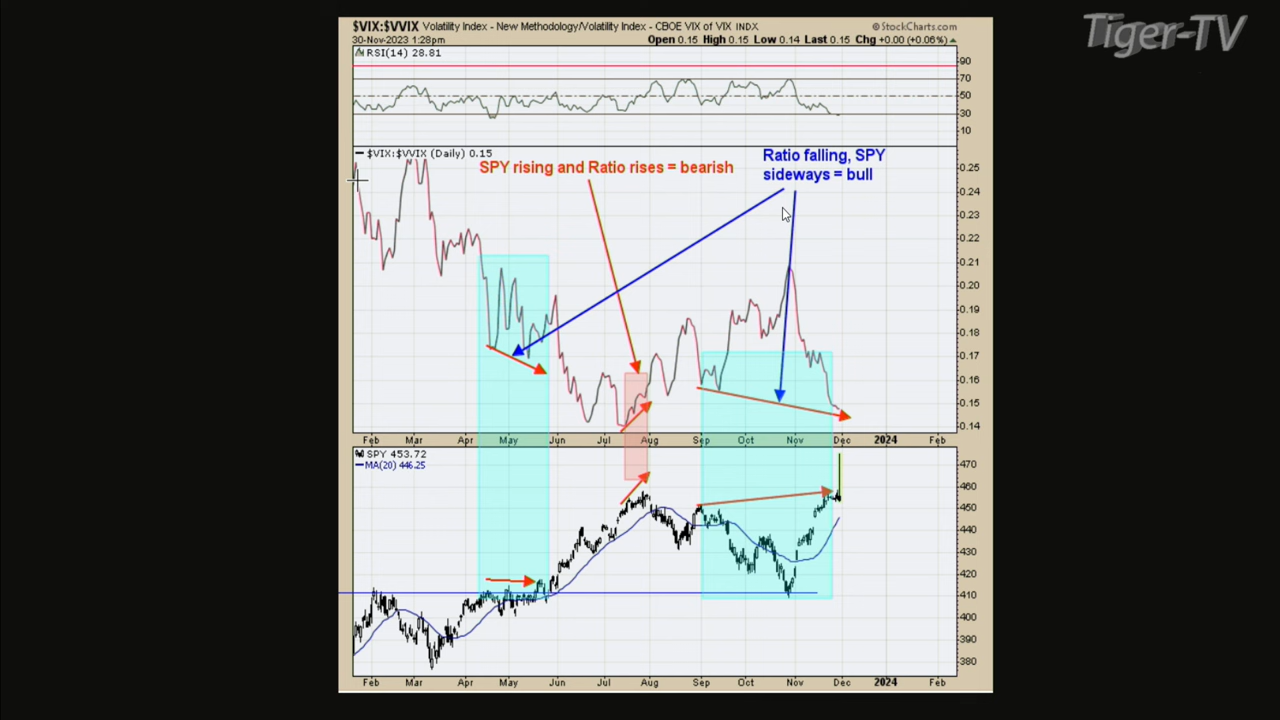 Tiger-TV
$VIX:$VVIX Volatility Index - New Methodology/Volatility Index - CBOE VIX of VIX INDX
© StockCharts.com
30-Nov-2023 1:28pm
Open 0.15 High 0.15 Low 0.14 Last 0.15 Chg +0.00 (+0.06%)
RSI(14) 28.81
90
70
50
30
10
$VIX:$VVIX (Daily) 0.15
SPY rising and Ratio rises = bearish
Ratio falling, SPY
sideways = bull
0.25
0.24
0.23
0.22
0.21
0.20
0.19
0.18
0.17
0.16
0.15
0.14
Feb Mar Apr May Jun Jul Aug Sep Oct Nov Dec 2024 Feb
SPY 453.72
MA(20) 446.25
470
460
450
440
430
420
410
400
390
380
Feb Mar Apr May Jun Jul Aug Sep Oct Nov Dec 2024 Feb